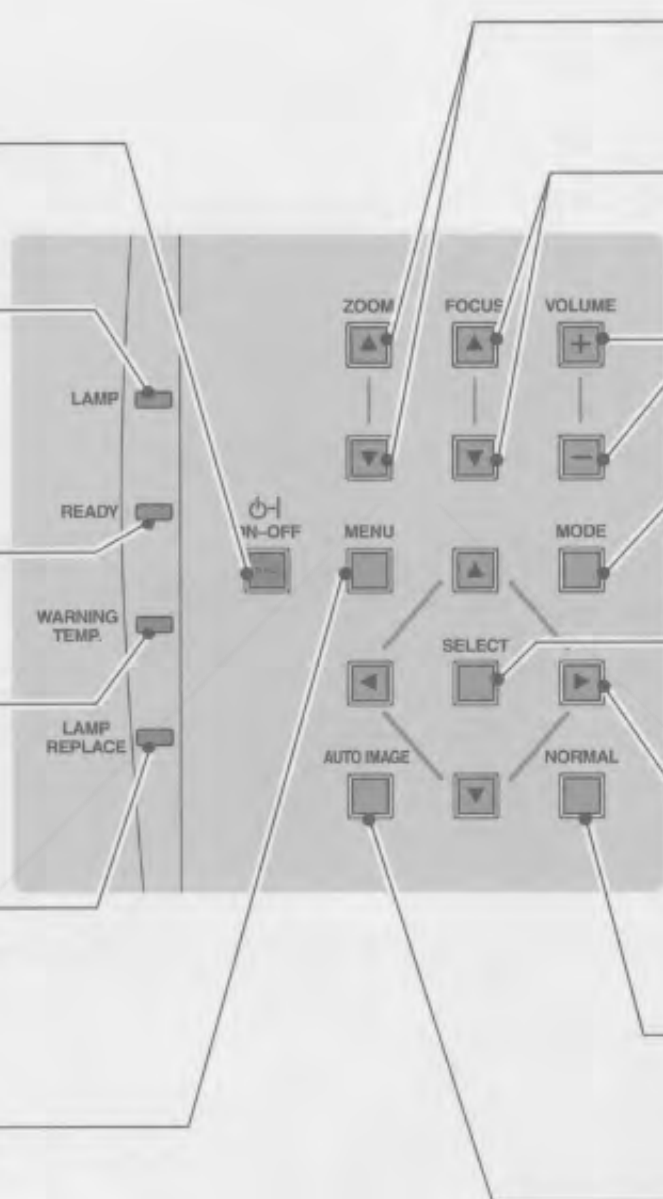 ZOOM
FOCUS
VOLUME
LAMP
READY
ON-OFF
MENU
MODE
WARNING
TEMP.
SELECT
LAMP
REPLACE
AUTO IMAGE
NORMAL